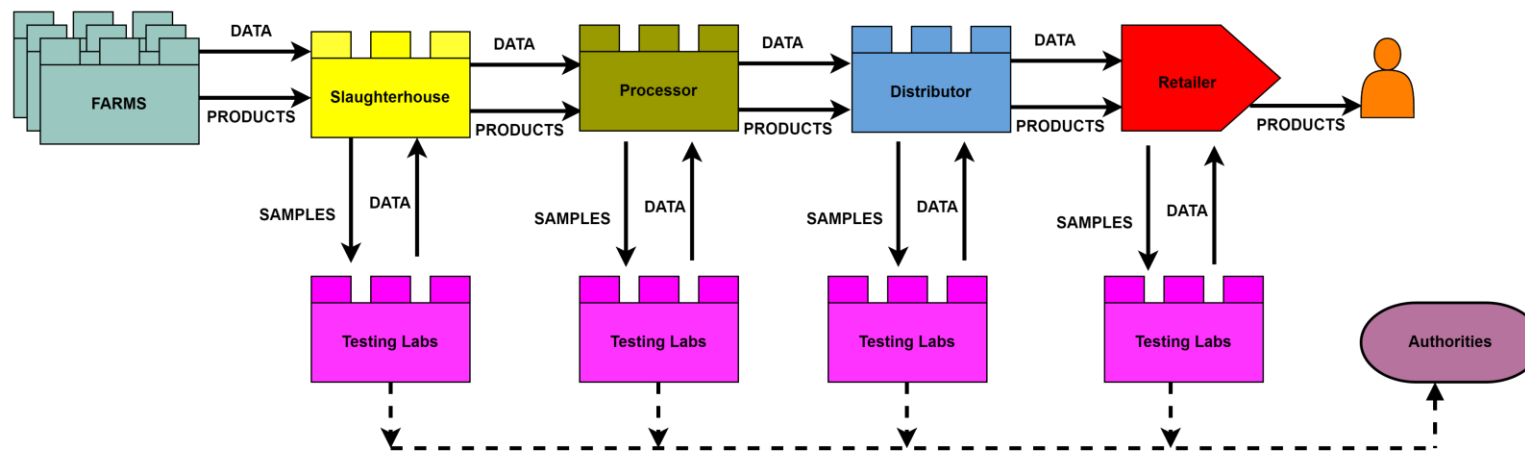 DATA
DATA
DATA
DATA
FARMS
Slaughterhouse
Processor
Distributor
Retailer
PRODUCTS
PRODUCTS
PRODUCTS
PRODUCTS
PRODUCTS
SAMPLES
DATA
SAMPLES
DATA
SAMPLES
DATA
SAMPLES
DATA
Testing Labs
Testing Labs
Testing Labs
Testing Labs
Authorities